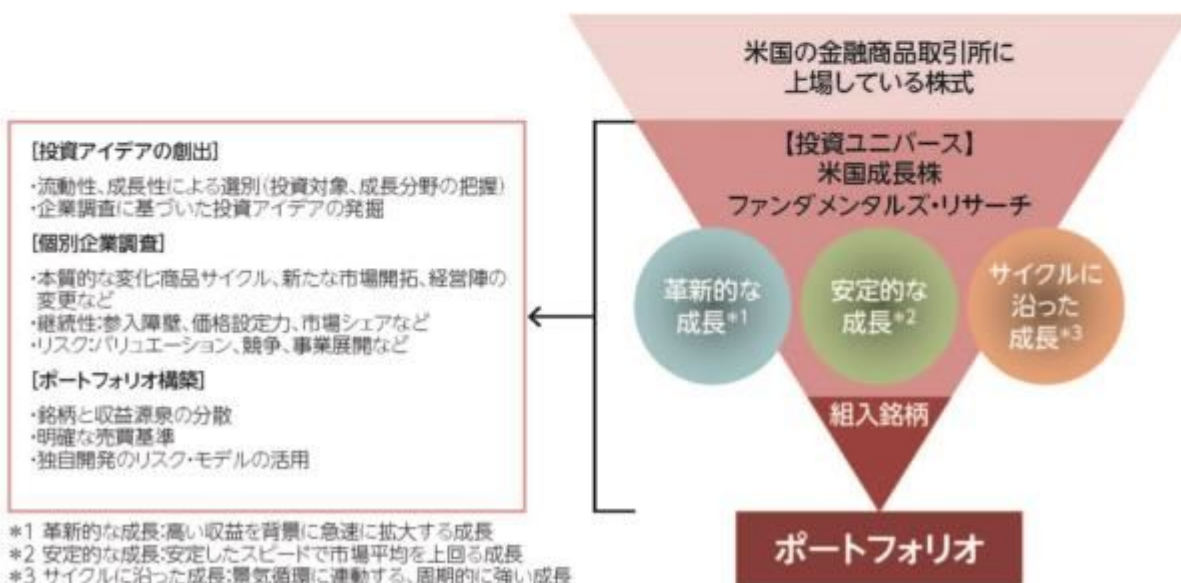 米国の金融商品取引所に
上場している株式
【投資ユニバース】
米国成長株
ファンダメンタルズ・リサーチ
革新的な
成長*1
安定的な
成長*2
サイクルに
沿った
成長*3
組入銘柄
ポートフォリオ
[投資アイデアの創出]
・流動性、成長性による選別(投資対象、成長分野の把握)
・企業調査に基づいた投資アイデアの発掘
[個別企業調査]
・本質的な変化:商品サイクル、新たな市場開拓、経営陣の
変更など
・継続性:参入障壁、価格設定力、市場シェアなど
・リスク:バリュエーション、競争、事業展開など
[ポートフォリオ構築]
・銘柄と収益源泉の分散
・明確な売買基準
・独自開発のリスク・モデルの活用
*1 革新的な成長:高い収益を背景に急速に拡大する成長
*2 安定的な成長:安定したスピードで市場平均を上回る成長
*3 サイクルに沿った成長:景気循環に連動する、周期的に強い成長